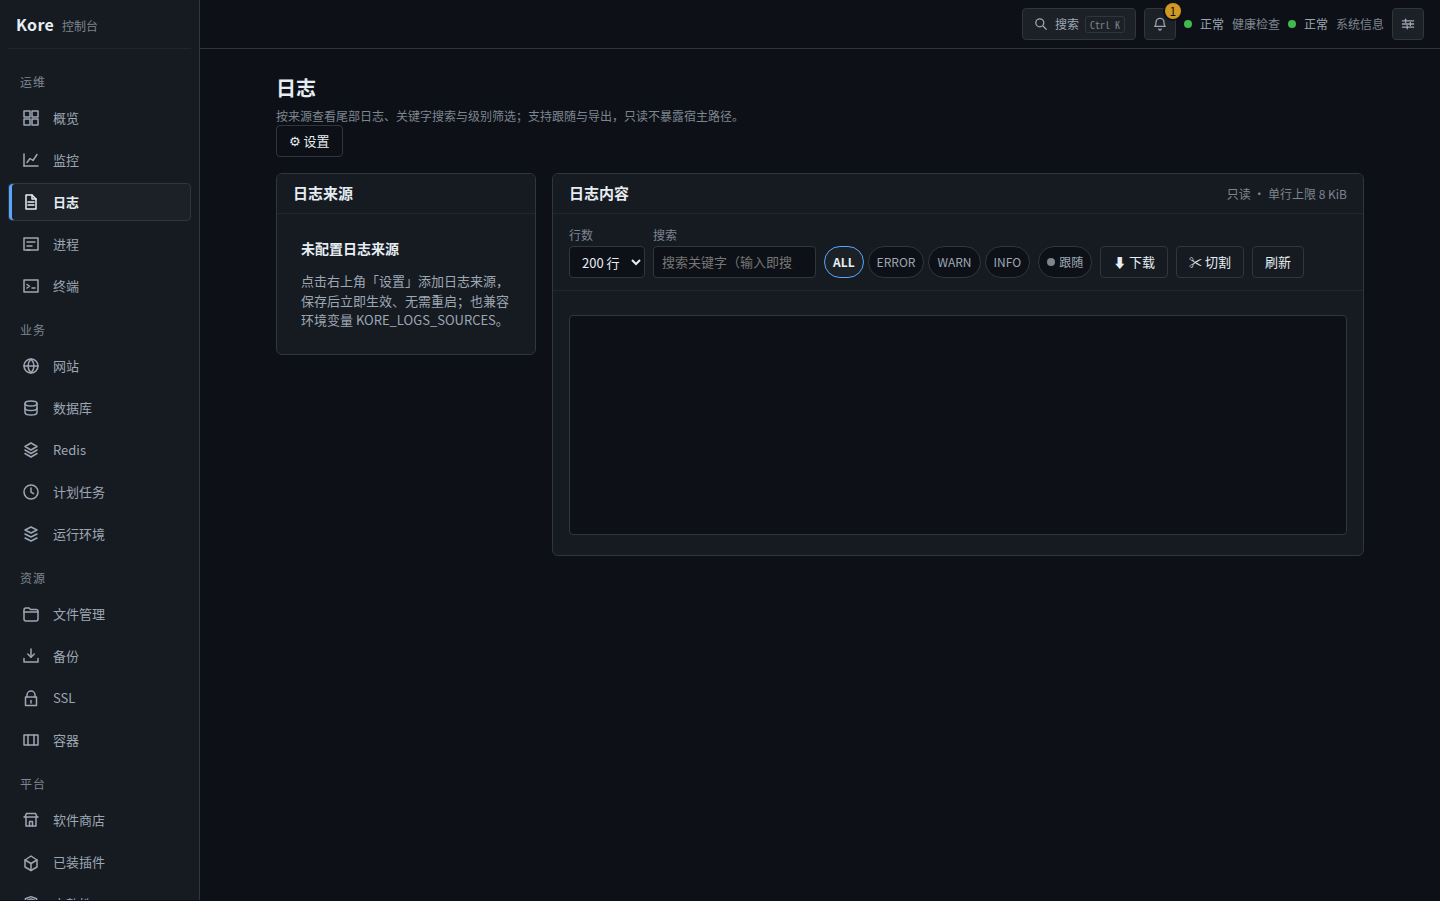 Kore 控制台
搜索 Ctrl K
1
正常 健康检查
正常 系统信息
运维
概览
监控
日志
进程
终端
业务
网站
数据库
Redis
计划任务
运行环境
资源
文件管理
备份
SSL
容器
平台
软件商店
已装插件
日志
按来源查看尾部日志、关键字搜索与级别筛选；支持跟随与导出，只读不暴露宿主路径。
⚙ 设置
日志来源
未配置日志来源
点击右上角「设置」添加日志来源，
保存后立即生效、无需重启；也兼容
环境变量 KORE_LOGS_SOURCES。
日志内容
只读 · 单行上限 8 KiB
行数
搜索
200 行
搜索关键字（输入即搜
ALL
ERROR
WARN
INFO
跟随
⬇ 下载
✂ 切割
刷新